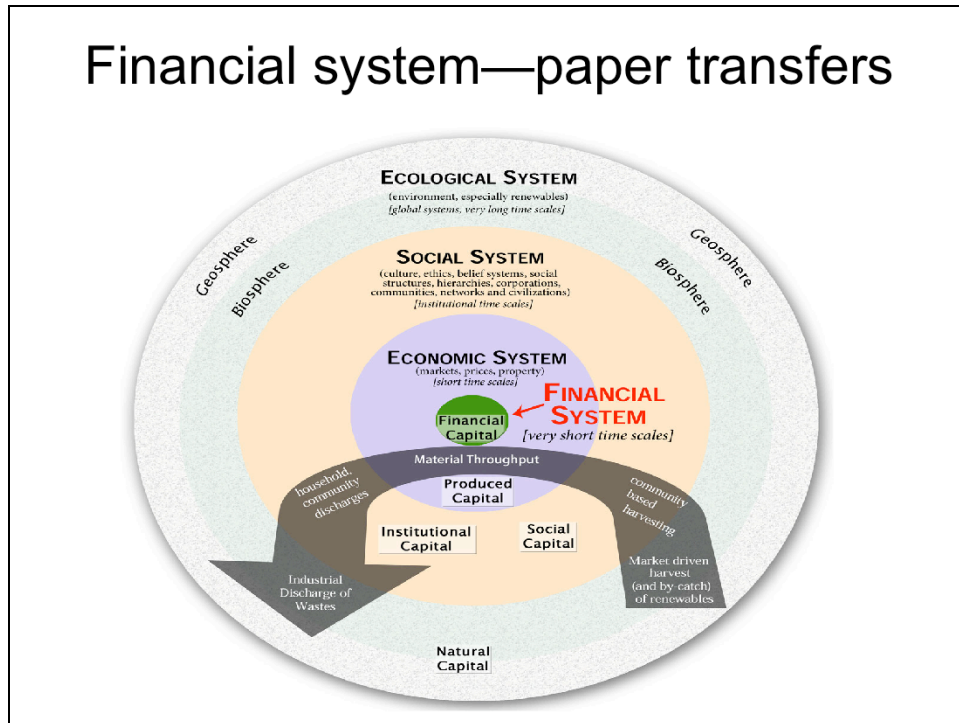 Financial system—paper transfers
ECOLOGICAL SYSTEM
(environment, especially renewables)
[global systems, very long time scales]
Geosphere
Biosphere
Geosphere
Biosphere
SOCIAL SYSTEM
(culture, ethics, belief systems, social
structures, hierarchies, corporations,
communities, networks and civilizations)
[institutional time scales]
ECONOMIC SYSTEM
(markets, prices, property)
[short time scales]
FINANCIAL
SYSTEM
[very short time scales]
Financial
Capital
Material Throughput
household,
community
discharges
Produced
Capital
community
based
harvesting
Institutional
Capital
Social
Capital
Industrial
Discharge of
Wastes
Market driven
harvest
(and by-catch)
of renewables
Natural
Capital